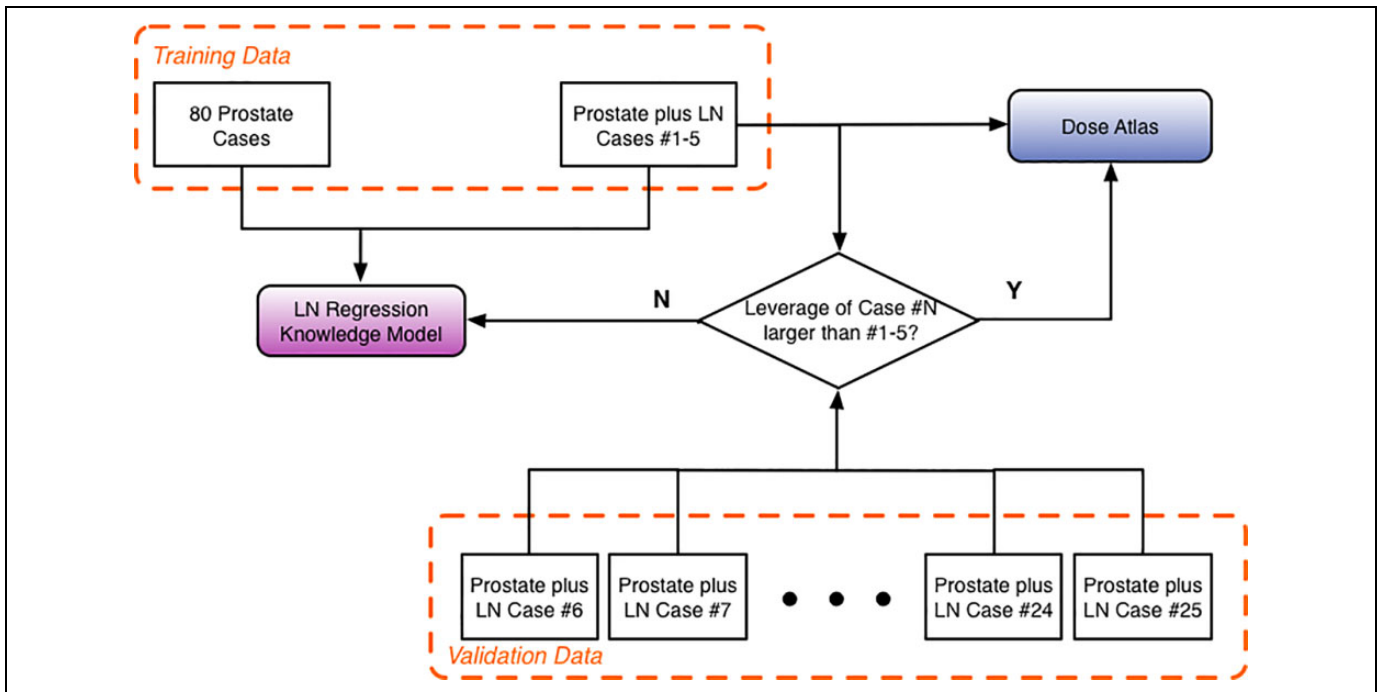 Training Data
80 Prostate
Cases
Prostate plus LN
Cases #1-5
Dose Atlas
LN Regression
Knowledge Model
N
Leverage of Case #N
larger than #1-5?
Y
Prostate plus
LN Case #6
Prostate plus
LN Case #7
Prostate plus
LN Case #24
Prostate plus
LN Case #25
Validation Data